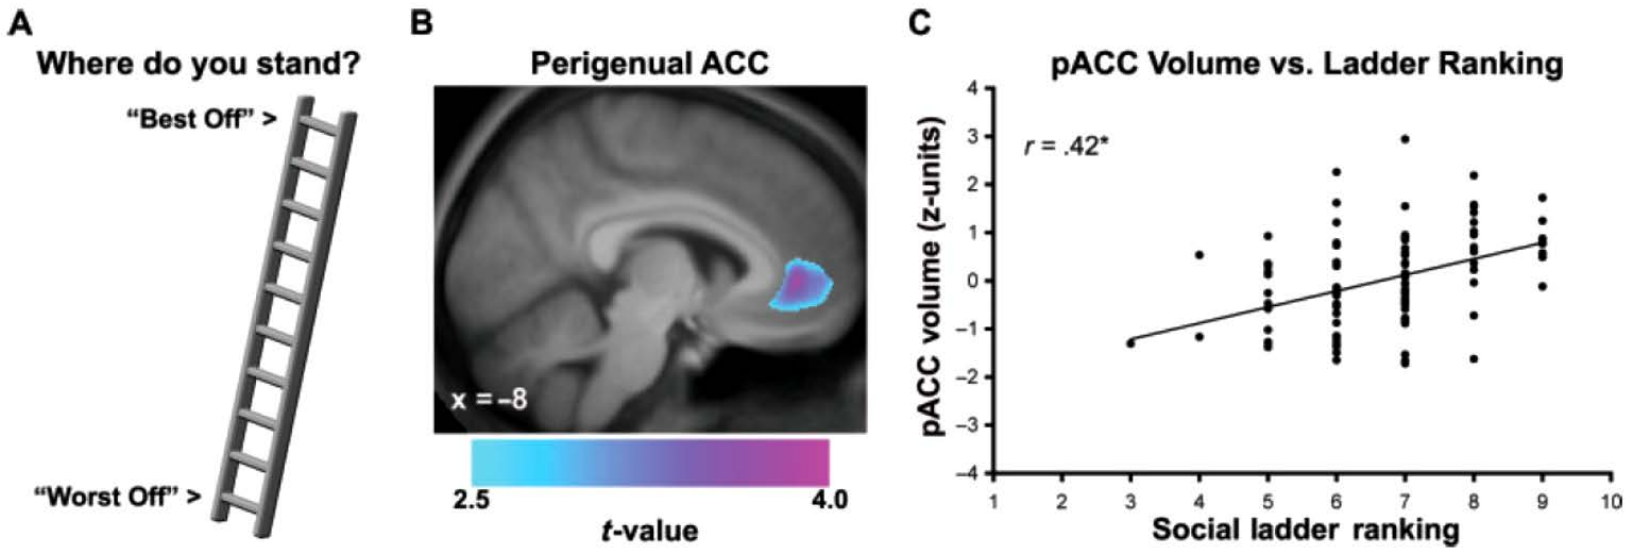 A
Where do you stand?
“Best Off” >
“Worst Off” >
B
Perigenual ACC
x = –8
2.5
4.0
t-value
C
pACC Volume vs. Ladder Ranking
r = .42*
pACC volume (z-units)
4
3
2
1
0
–1
–2
–3
–4
1 2 3 4 5 6 7 8 9 10
Social ladder ranking